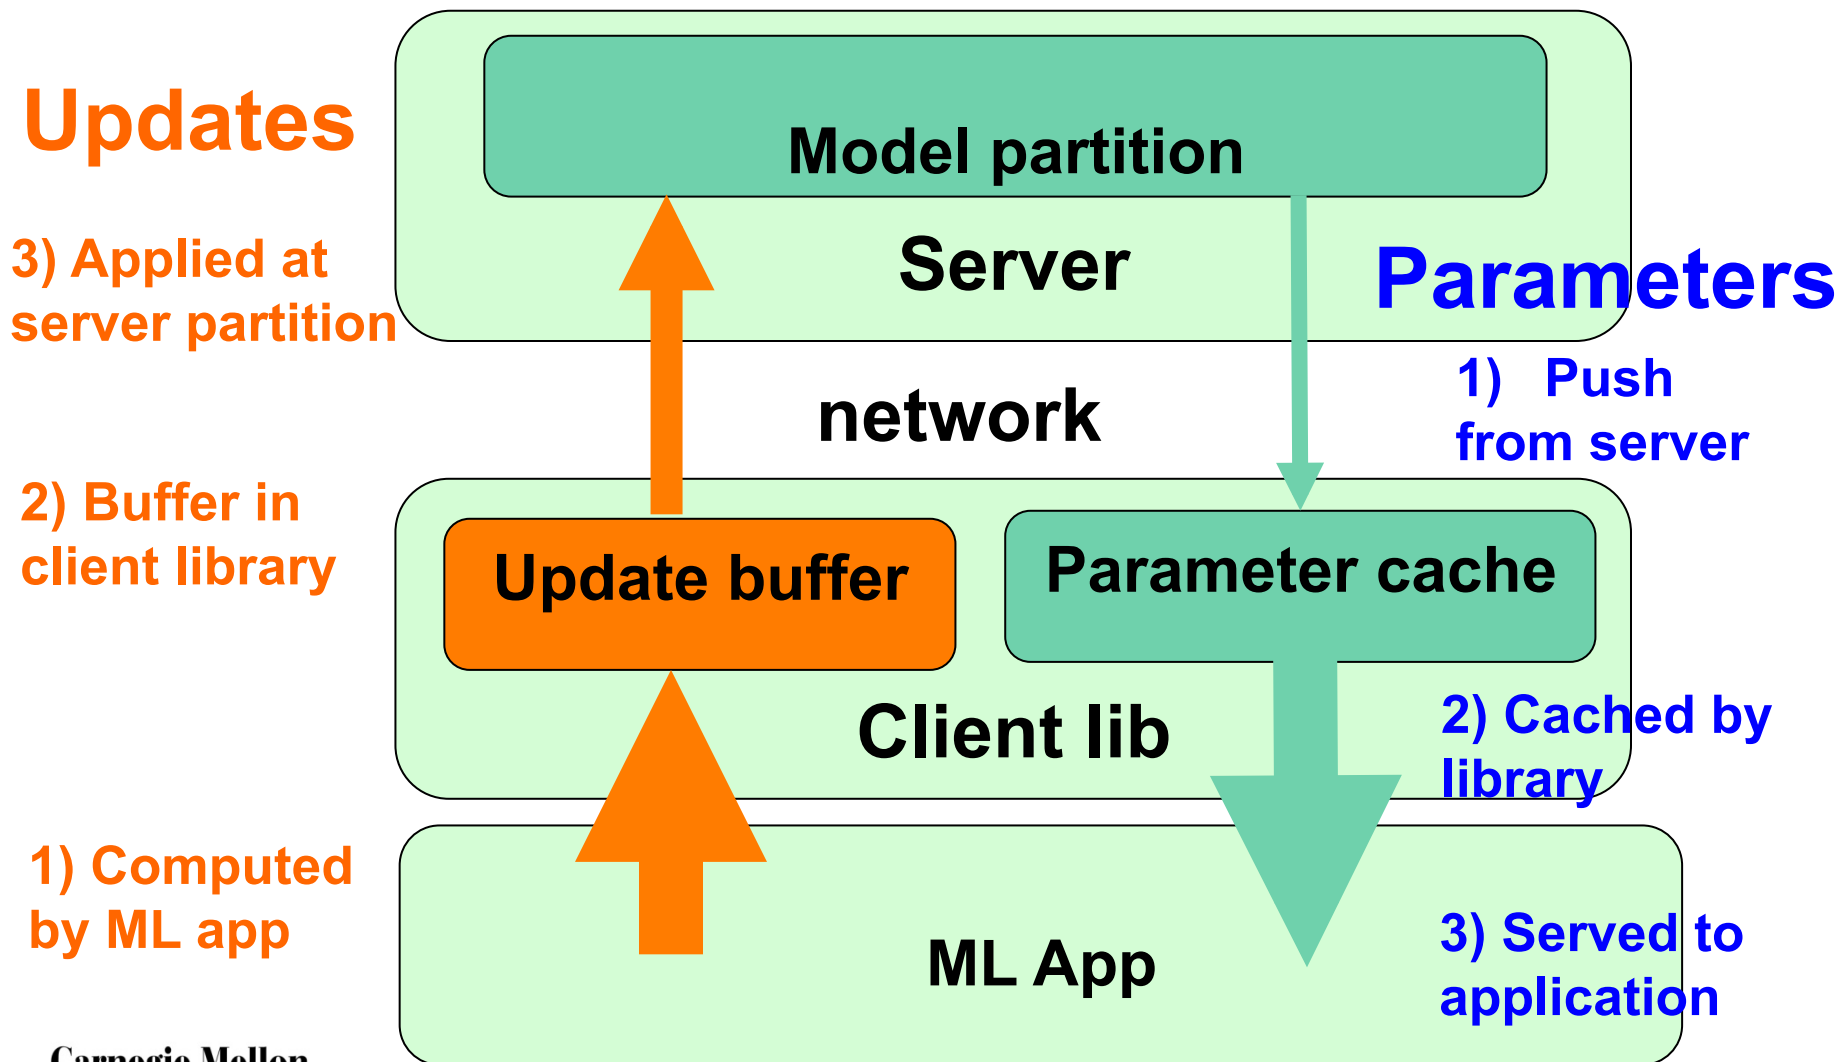 Updates
Model partition
3) Applied at
server partition
Server
Parameters
1) Push
from server
network
2) Buffer in
client library
Update buffer
Parameter cache
Client lib
2) Cached by
library
1) Computed
by ML app
ML App
3) Served to
application
Carnegie Mellon